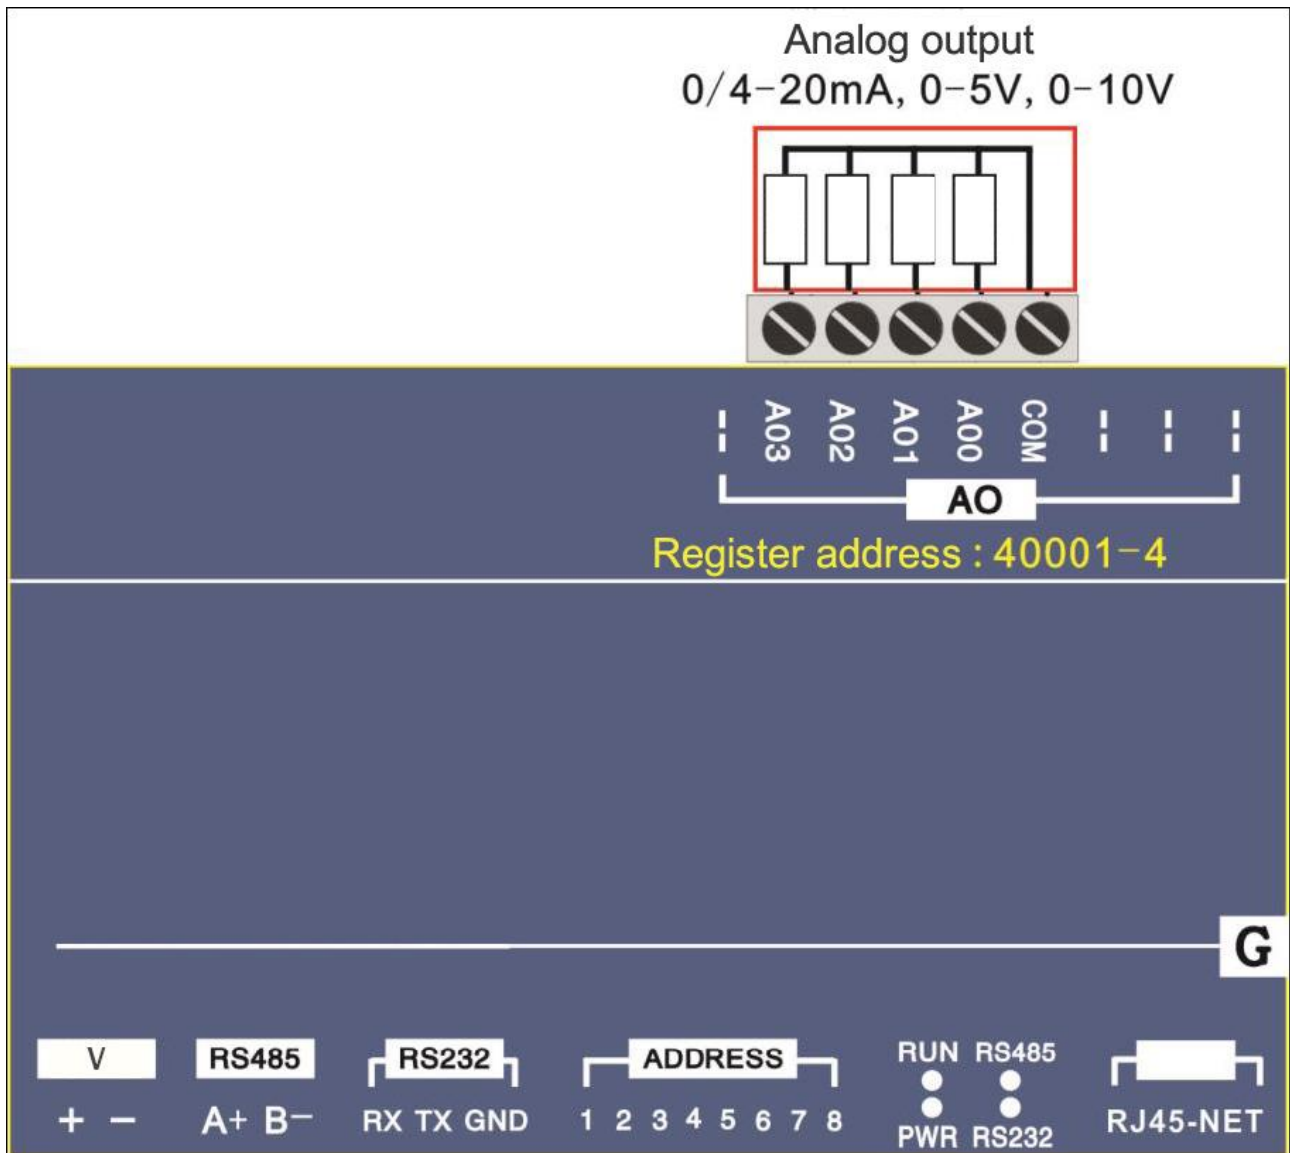 Analog output
0/4-20mA, 0-5V, 0-10V
A03 A02 A01 A00 COM
AO
Register address : 40001-4
G
V RS485 RS232 ADDRESS RUN RS485
+ - A+ B- RX TX GND 1 2 3 4 5 6 7 8 PWR RS232 RJ45-NET